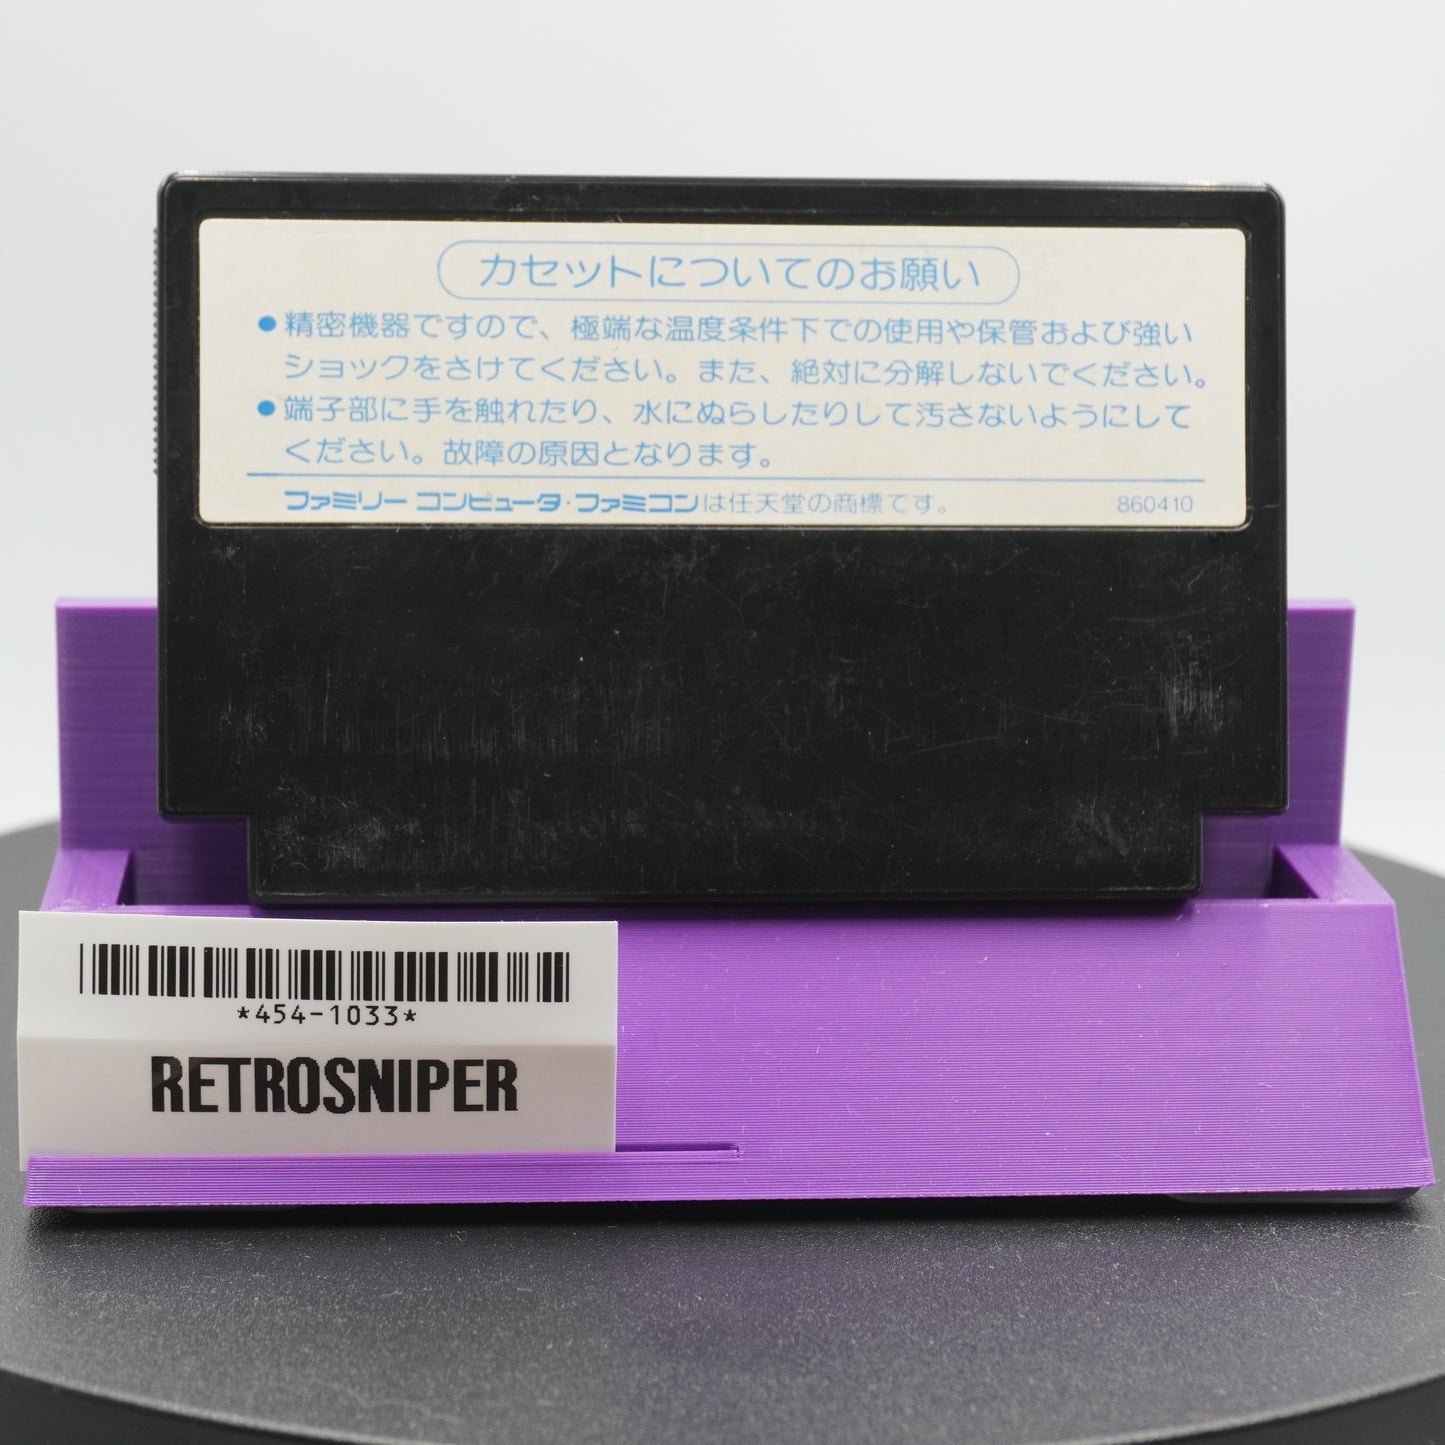 カセットについてのお願い
●精密機器ですので、極端な温度条件下での使用や保管および強い
ショックをさけてください。また、絶対に分解しないでください。
●端子部に手を触れたり、水にぬらしたりして汚さないようにして
ください。故障の原因となります。
ファミリー コンピュータ・ファミコンは任天堂の商標です。 860410
*454-1033*
RETROSNIPER